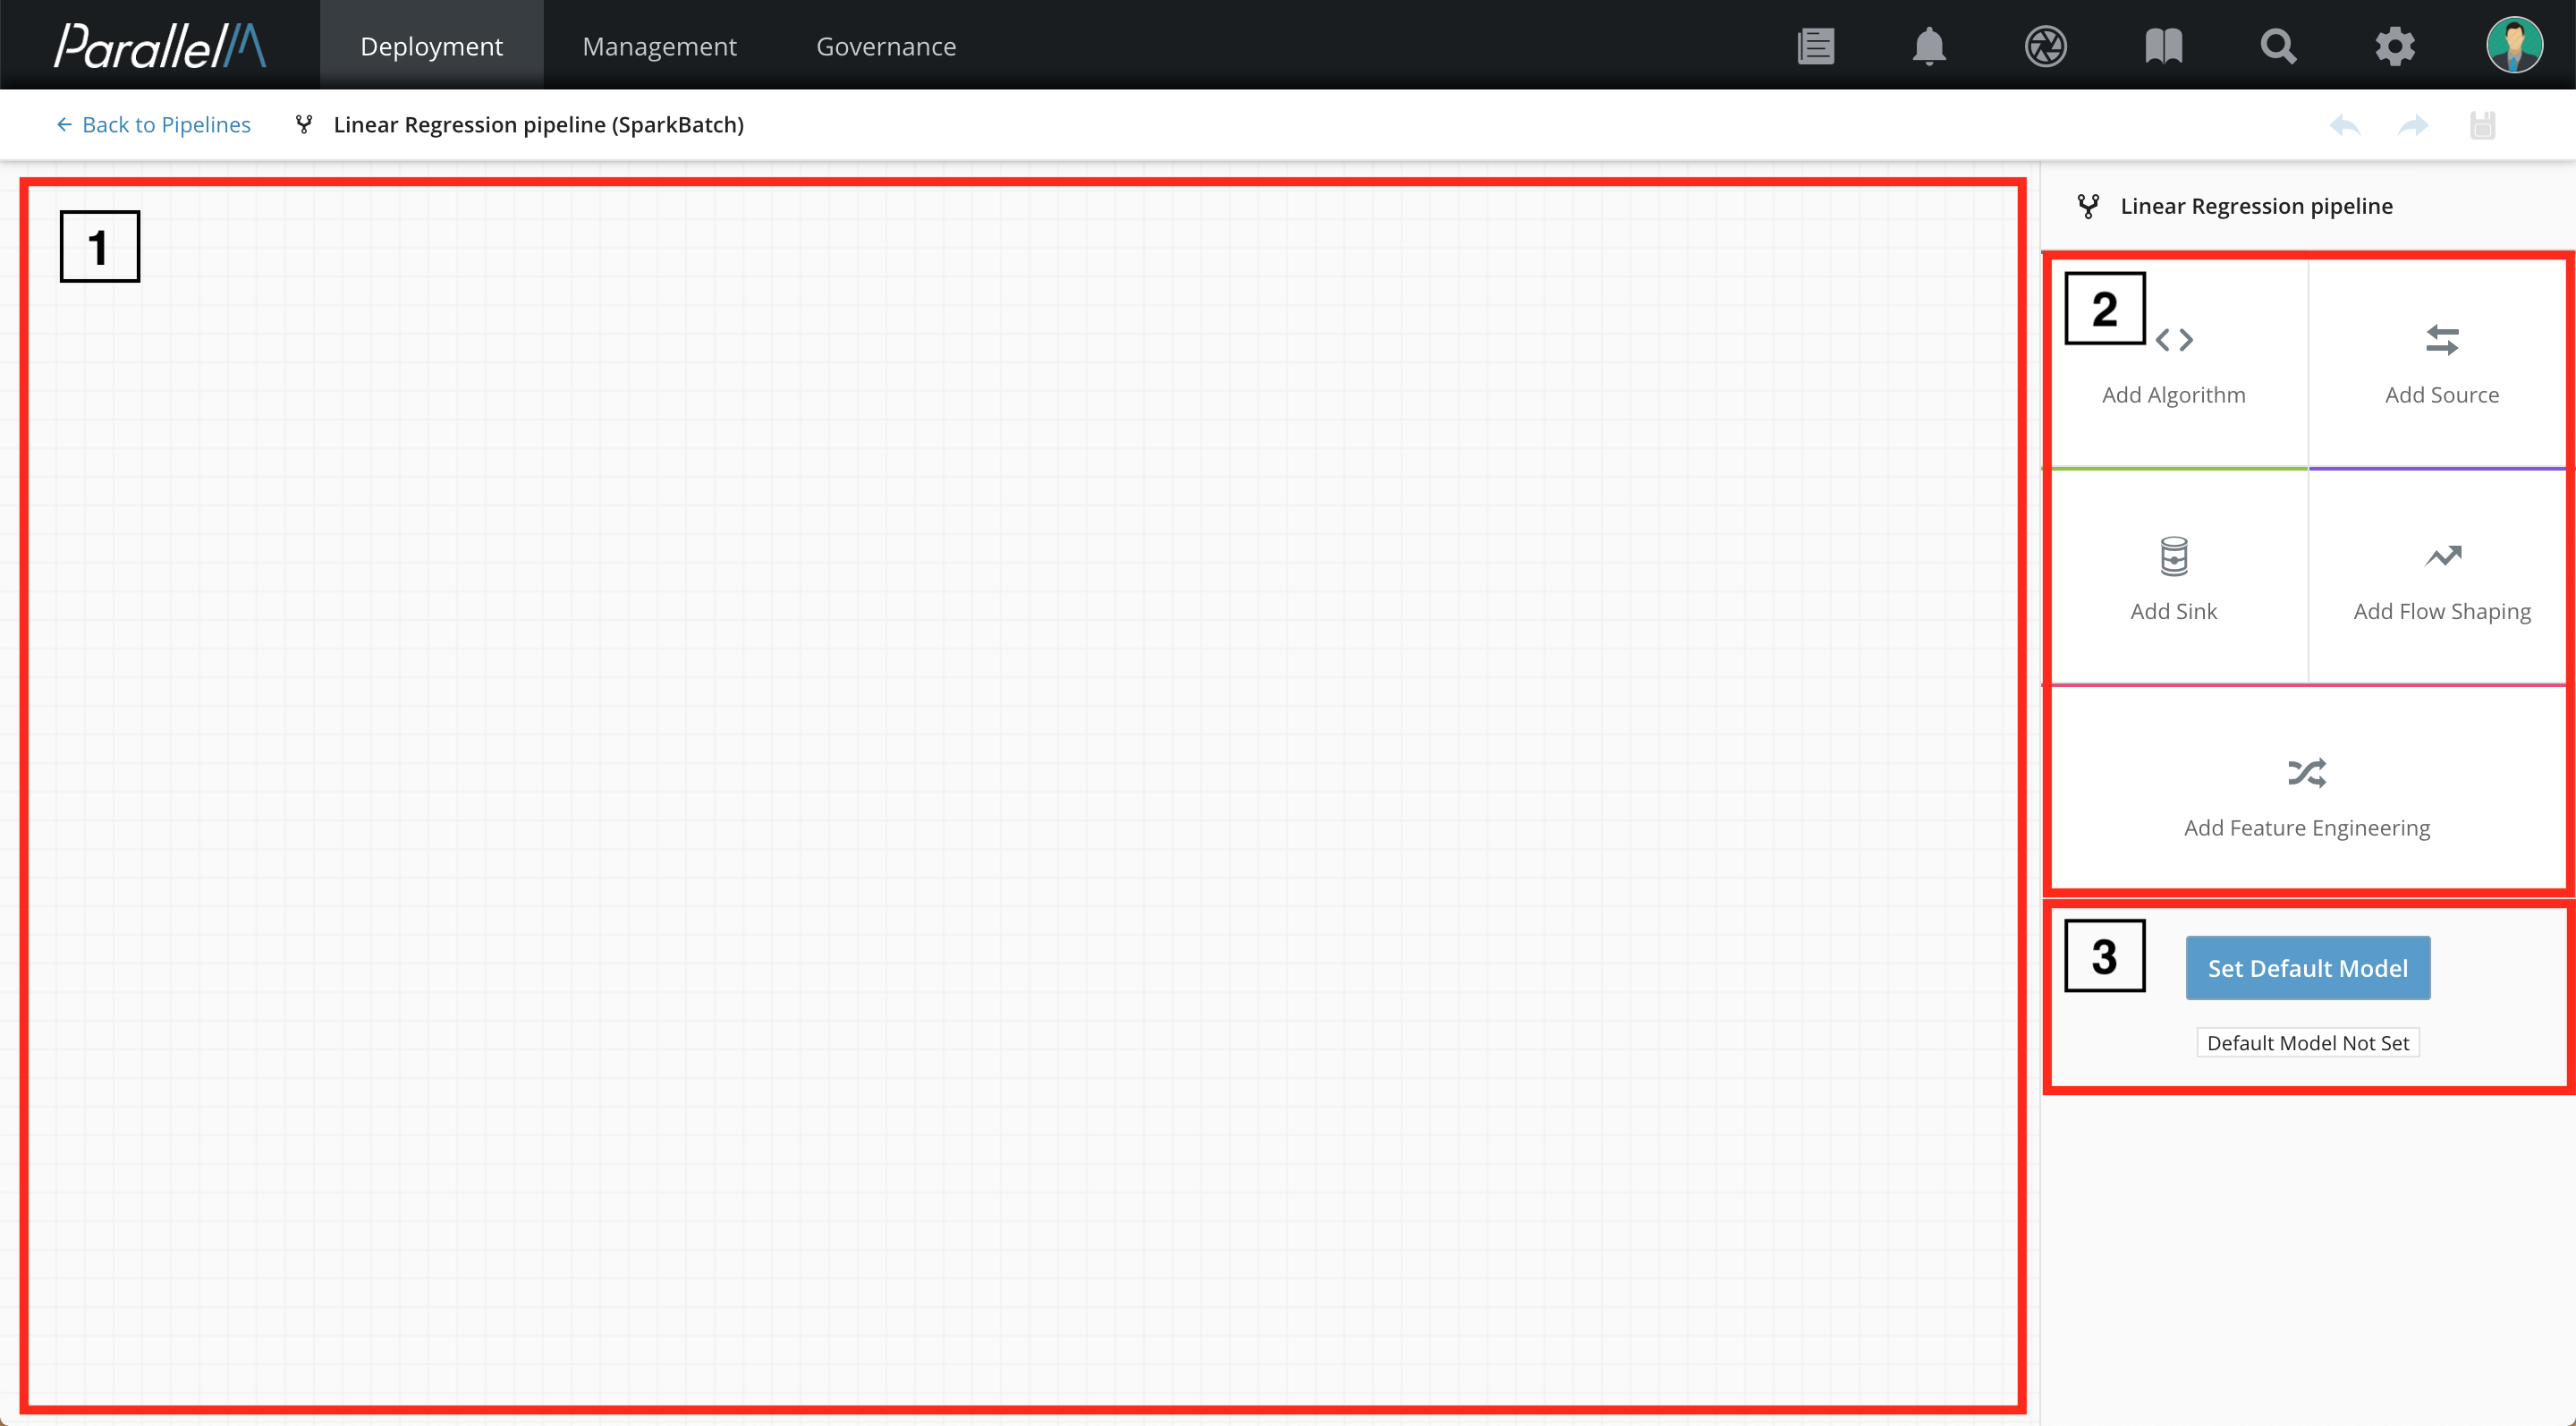 ParallelM
Deployment
Management
Governance
Back to Pipelines
Linear Regression pipeline (SparkBatch)
1
Linear Regression pipeline
2
Add Algorithm
Add Source
Add Sink
Add Flow Shaping
Add Feature Engineering
3
Set Default Model
Default Model Not Set